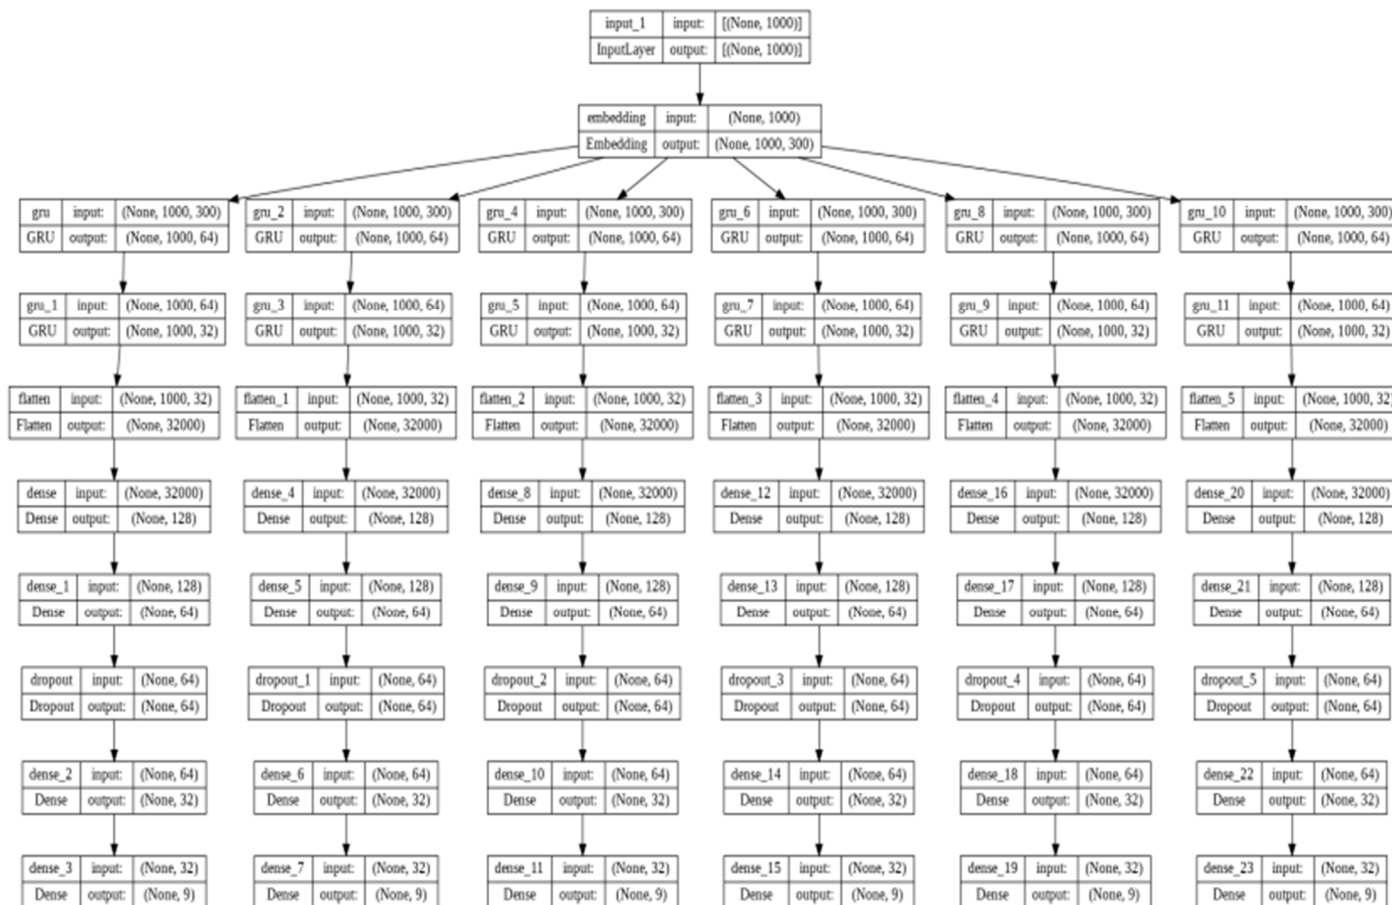 input_1 input: [(None, 1000)]
InputLayer output: [(None, 1000)]
embedding input: (None, 1000)
Embedding output: (None, 1000, 300)
gru input: (None, 1000, 300) gru_2 input: (None, 1000, 300) gru_4 input: (None, 1000, 300) gru_6 input: (None, 1000, 300) gru_8 input: (None, 1000, 300) gru_10 input: (None, 1000, 300)
GRU output: (None, 1000, 64) GRU output: (None, 1000, 64) GRU output: (None, 1000, 64) GRU output: (None, 1000, 64) GRU output: (None, 1000, 64) GRU output: (None, 1000, 64)
gru_1 input: (None, 1000, 64) gru_3 input: (None, 1000, 64) gru_5 input: (None, 1000, 64) gru_7 input: (None, 1000, 64) gru_9 input: (None, 1000, 64) gru_11 input: (None, 1000, 64)
GRU output: (None, 1000, 32) GRU output: (None, 1000, 32) GRU output: (None, 1000, 32) GRU output: (None, 1000, 32) GRU output: (None, 1000, 32) GRU output: (None, 1000, 32)
flatten input: (None, 1000, 32) flatten_1 input: (None, 1000, 32) flatten_2 input: (None, 1000, 32) flatten_3 input: (None, 1000, 32) flatten_4 input: (None, 1000, 32) flatten_5 input: (None, 1000, 32)
Flatten output: (None, 32000) Flatten output: (None, 32000) Flatten output: (None, 32000) Flatten output: (None, 32000) Flatten output: (None, 32000) Flatten output: (None, 32000)
dense input: (None, 32000) dense_4 input: (None, 32000) dense_8 input: (None, 32000) dense_12 input: (None, 32000) dense_16 input: (None, 32000) dense_20 input: (None, 32000)
Dense output: (None, 128) Dense output: (None, 128) Dense output: (None, 128) Dense output: (None, 128) Dense output: (None, 128) Dense output: (None, 128)
dense_1 input: (None, 128) dense_5 input: (None, 128) dense_9 input: (None, 128) dense_13 input: (None, 128) dense_17 input: (None, 128) dense_21 input: (None, 128)
Dense output: (None, 64) Dense output: (None, 64) Dense output: (None, 64) Dense output: (None, 64) Dense output: (None, 64) Dense output: (None, 64)
dropout input: (None, 64) dropout_1 input: (None, 64) dropout_2 input: (None, 64) dropout_3 input: (None, 64) dropout_4 input: (None, 64) dropout_5 input: (None, 64)
Dropout output: (None, 64) Dropout output: (None, 64) Dropout output: (None, 64) Dropout output: (None, 64) Dropout output: (None, 64) Dropout output: (None, 64)
dense_2 input: (None, 64) dense_6 input: (None, 64) dense_10 input: (None, 64) dense_14 input: (None, 64) dense_18 input: (None, 64) dense_22 input: (None, 64)
Dense output: (None, 32) Dense output: (None, 32) Dense output: (None, 32) Dense output: (None, 32) Dense output: (None, 32) Dense output: (None, 32)
dense_3 input: (None, 32) dense_7 input: (None, 32) dense_11 input: (None, 32) dense_15 input: (None, 32) dense_19 input: (None, 32) dense_23 input: (None, 32)
Dense output: (None, 9) Dense output: (None, 9) Dense output: (None, 9) Dense output: (None, 9) Dense output: (None, 9) Dense output: (None, 9)